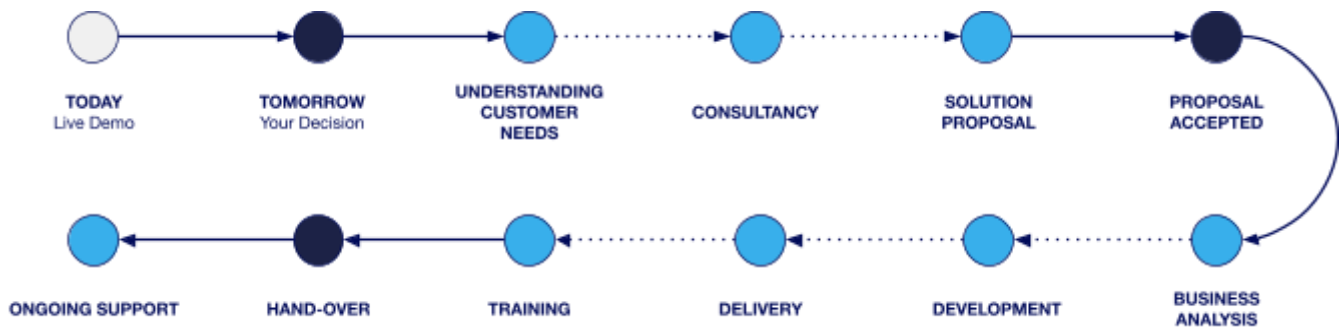 TODAY
Live Demo
TOMORROW
Your Decision
UNDERSTANDING
CUSTOMER
NEEDS
CONSULTANCY
SOLUTION
PROPOSAL
PROPOSAL
ACCEPTED
ONGOING SUPPORT
HAND-OVER
TRAINING
DELIVERY
DEVELOPMENT
BUSINESS
ANALYSIS